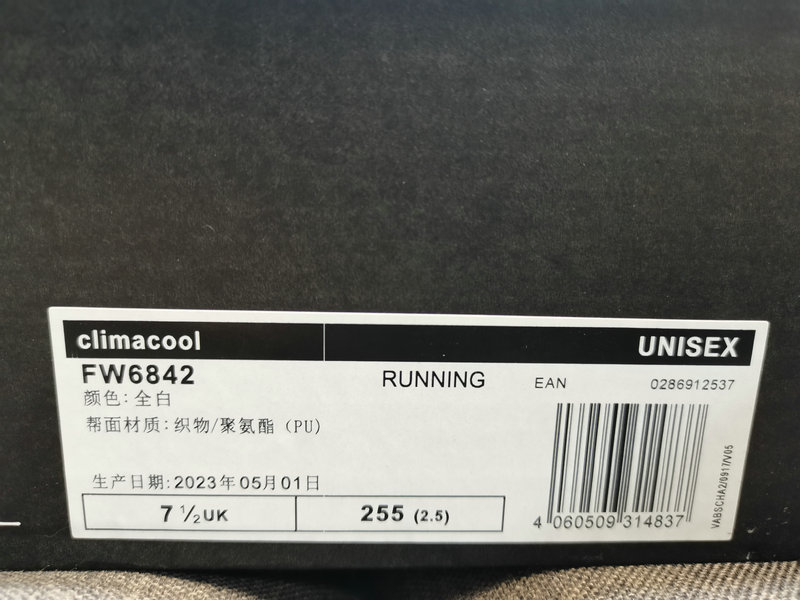 climacool UNISEX
FW6842 RUNNING EAN 0286912537
颜色: 全白
帮面材质: 织物/聚氨酯 (PU)
生产日期: 2023年05月01日
7 ½ UK 255 (2.5)
4 060509 314837
VABSCHA2/0917/V05